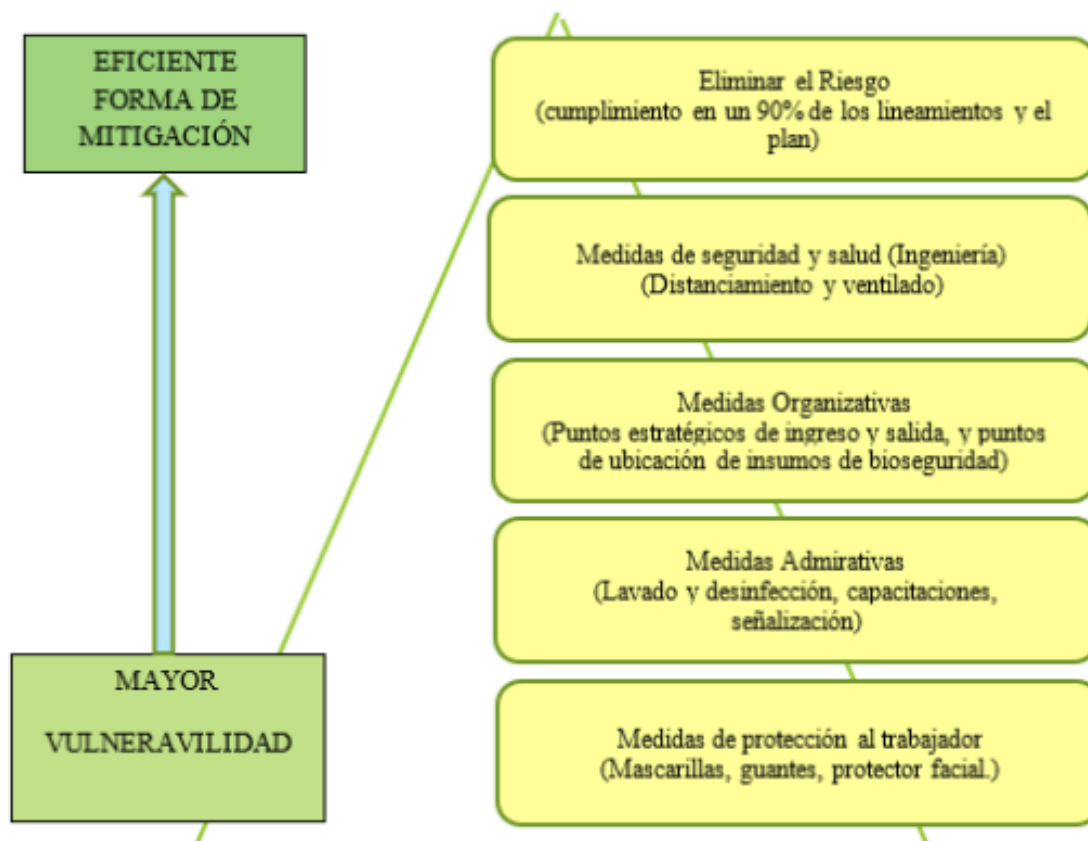 EFICIENTE
FORMA DE
MITIGACIÓN
MAYOR
VULNERAVILIDAD
Eliminar el Riesgo
(cumplimiento en un 90% de los lineamientos y el
plan)
Medidas de seguridad y salud (Ingeniería)
(Distanciamiento y ventilado)
Medidas Organizativas
(Puntos estratégicos de ingreso y salida, y puntos
de ubicación de insumos de bioseguridad)
Medidas Admirativas
(Lavado y desinfección, capacitaciones,
señalización)
Medidas de protección al trabajador
(Mascarillas, guantes, protector facial.)